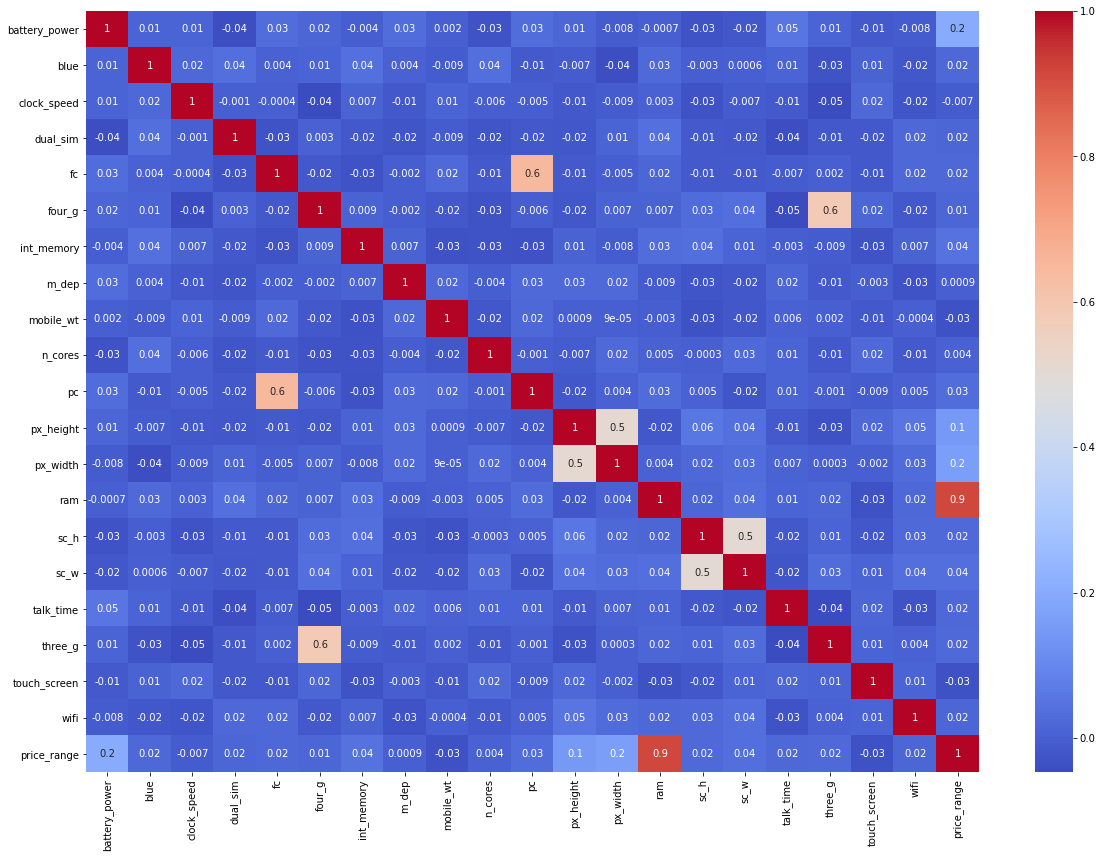 battery_power 1 0.01 0.01 -0.04 0.03 0.02 -0.004 0.03 0.002 -0.03 0.03 0.01 -0.008 -0.0007 -0.03 -0.02 0.05 0.01 -0.01 -0.008 0.2
blue 0.01 1 0.02 0.04 0.004 0.01 0.04 0.004 -0.009 0.04 -0.01 -0.007 -0.04 0.03 -0.003 0.0006 0.01 -0.03 0.01 -0.02 0.02
clock_speed 0.01 0.02 1 -0.001 -0.0004 -0.04 0.007 -0.01 0.01 -0.006 -0.005 -0.01 -0.009 0.003 -0.03 -0.007 -0.01 -0.05 0.02 -0.02 -0.007
dual_sim -0.04 0.04 -0.001 1 -0.03 0.003 -0.02 -0.02 -0.009 -0.02 -0.02 -0.02 0.01 0.04 -0.01 -0.02 -0.04 -0.01 -0.02 0.02 0.02
fc 0.03 0.004 -0.0004 -0.03 1 -0.02 -0.03 -0.002 0.02 -0.01 0.6 -0.01 -0.005 0.02 -0.01 -0.01 -0.007 0.002 -0.01 0.02 0.02
four_g 0.02 0.01 -0.04 0.003 -0.02 1 0.009 -0.002 -0.02 -0.03 -0.006 -0.02 0.007 0.007 0.03 0.04 -0.05 0.6 0.02 -0.02 0.01
int_memory -0.004 0.04 0.007 -0.02 -0.03 0.009 1 0.007 -0.03 -0.03 -0.03 0.01 -0.008 0.03 0.04 0.01 -0.003 -0.009 -0.03 0.007 0.04
m_dep 0.03 0.004 -0.01 -0.02 -0.002 -0.002 0.007 1 0.02 -0.004 0.03 0.03 0.02 -0.009 -0.03 -0.02 0.02 -0.01 -0.003 -0.03 0.0009
mobile_wt 0.002 -0.009 0.01 -0.009 0.02 -0.02 -0.03 0.02 1 -0.02 0.02 0.0009 9e-05 -0.003 -0.03 -0.02 0.006 0.002 -0.01 -0.0004 -0.03
n_cores -0.03 0.04 -0.006 -0.02 -0.01 -0.03 -0.03 -0.004 -0.02 1 -0.001 -0.007 0.02 0.005 -0.0003 0.03 0.01 -0.01 0.02 -0.01 0.004
pc 0.03 -0.01 -0.005 -0.02 0.6 -0.006 -0.03 0.03 0.02 -0.001 1 -0.02 0.004 0.03 0.005 -0.02 0.01 -0.001 -0.009 0.005 0.03
px_height 0.01 -0.007 -0.01 -0.02 -0.01 -0.02 0.01 0.03 0.0009 -0.007 -0.02 1 0.5 -0.02 0.06 0.04 -0.01 -0.03 0.02 0.05 0.1
px_width -0.008 -0.04 -0.009 0.01 -0.005 0.007 -0.008 0.02 9e-05 0.02 0.004 0.5 1 0.004 0.02 0.03 0.007 0.0003 -0.002 0.03 0.2
ram -0.0007 0.03 0.003 0.04 0.02 0.007 0.03 -0.009 -0.003 0.005 0.03 -0.02 0.004 1 0.02 0.04 0.01 0.02 -0.03 0.02 0.9
sc_h -0.03 -0.003 -0.03 -0.01 -0.01 0.03 0.04 -0.03 -0.03 -0.0003 0.005 0.06 0.02 0.02 1 0.5 -0.02 0.01 -0.02 0.03 0.02
sc_w -0.02 0.0006 -0.007 -0.02 -0.01 0.04 0.01 -0.02 -0.02 0.03 -0.02 0.04 0.03 0.04 0.5 1 -0.02 0.03 0.01 0.04 0.04
talk_time 0.05 0.01 -0.01 -0.04 -0.007 -0.05 -0.003 0.02 0.006 0.01 0.01 -0.01 0.007 0.01 -0.02 -0.02 1 -0.04 0.02 -0.03 0.02
three_g 0.01 -0.03 -0.05 -0.01 0.002 0.6 -0.009 -0.01 0.002 -0.01 -0.001 -0.03 0.0003 0.02 0.01 0.03 -0.04 1 0.01 0.004 0.02
touch_screen -0.01 0.01 0.02 -0.02 -0.01 0.02 -0.03 -0.003 -0.01 0.02 -0.009 0.02 -0.002 -0.03 -0.02 0.01 0.02 0.01 1 0.01 -0.03
wifi -0.008 -0.02 -0.02 0.02 0.02 -0.02 0.007 -0.03 -0.0004 -0.01 0.005 0.05 0.03 0.02 0.03 0.04 -0.03 0.004 0.01 1 0.02
price_range 0.2 0.02 -0.007 0.02 0.02 0.01 0.04 0.0009 -0.03 0.004 0.03 0.1 0.2 0.9 0.02 0.04 0.02 0.02 -0.03 0.02 1
battery_power blue clock_speed dual_sim fc four_g int_memory m_dep mobile_wt n_cores pc px_height px_width ram sc_h sc_w talk_time three_g touch_screen wifi price_range
1.0
0.8
0.6
0.4
0.2
0.0